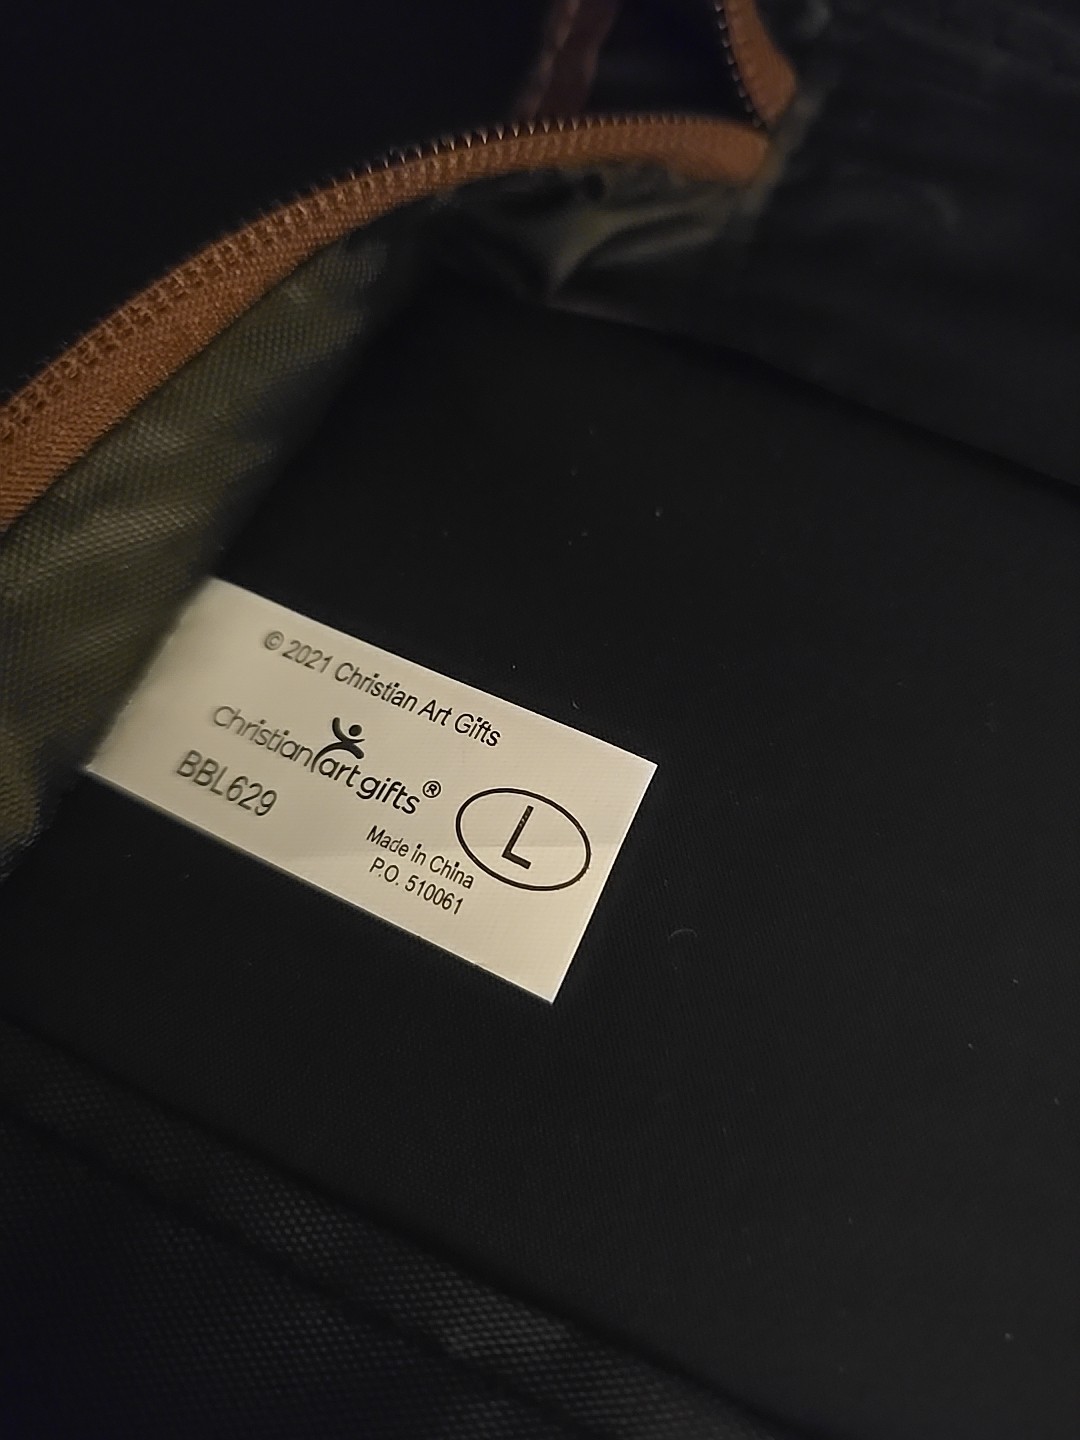 © 2021 Christian Art Gifts
christian art gifts®
BBL629
L
Made in China
P.O. 510061